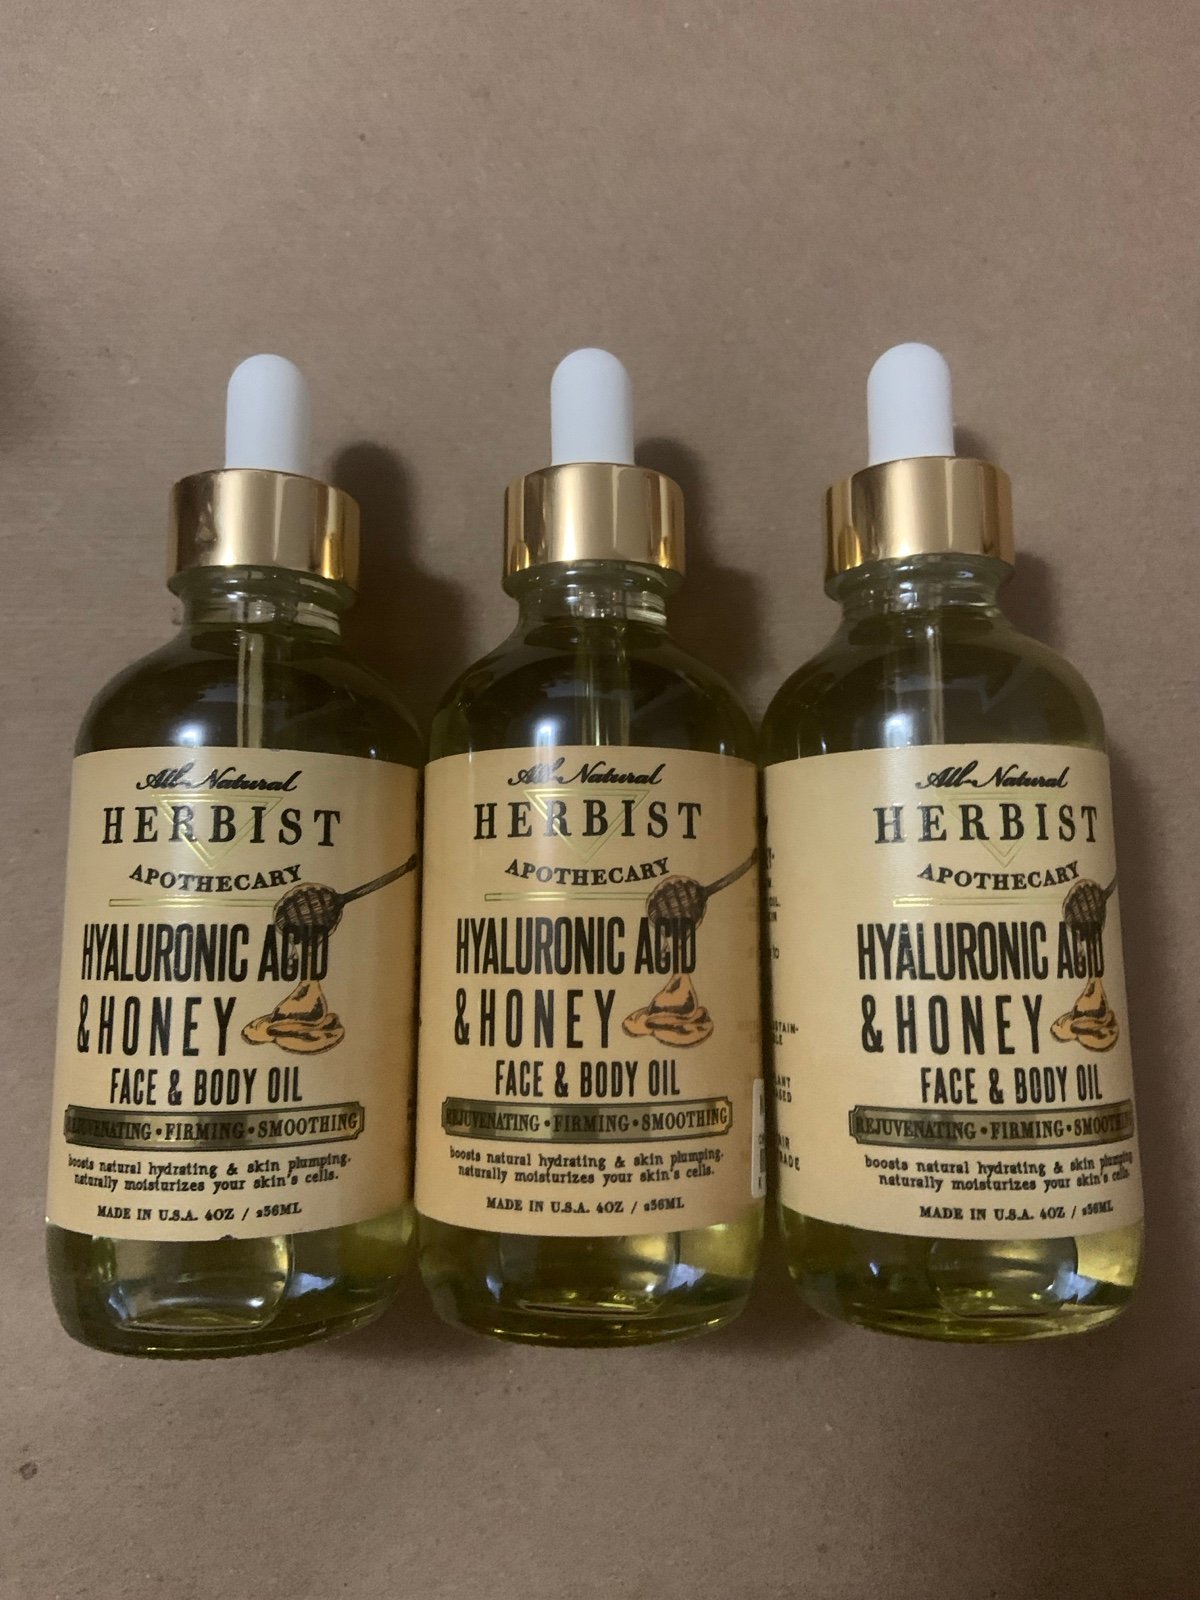 All-Natural
HERBIST
APOTHECARY
HYALURONIC ACID
& HONEY
FACE & BODY OIL
REJUVENATING • FIRMING • SMOOTHING
boosts natural hydrating & skin plumping.
naturally moisturizes your skin's cells.
MADE IN U.S.A. 4OZ / 236ML
All-Natural
HERBIST
APOTHECARY
HYALURONIC ACID
& HONEY
FACE & BODY OIL
REJUVENATING • FIRMING • SMOOTHING
boosts natural hydrating & skin plumping.
naturally moisturizes your skin's cells.
MADE IN U.S.A. 4OZ / 236ML
All-Natural
HERBIST
APOTHECARY
HYALURONIC ACID
& HONEY
FACE & BODY OIL
REJUVENATING • FIRMING • SMOOTHING
boosts natural hydrating & skin plumping.
naturally moisturizes your skin's cells.
MADE IN U.S.A. 4OZ / 236ML